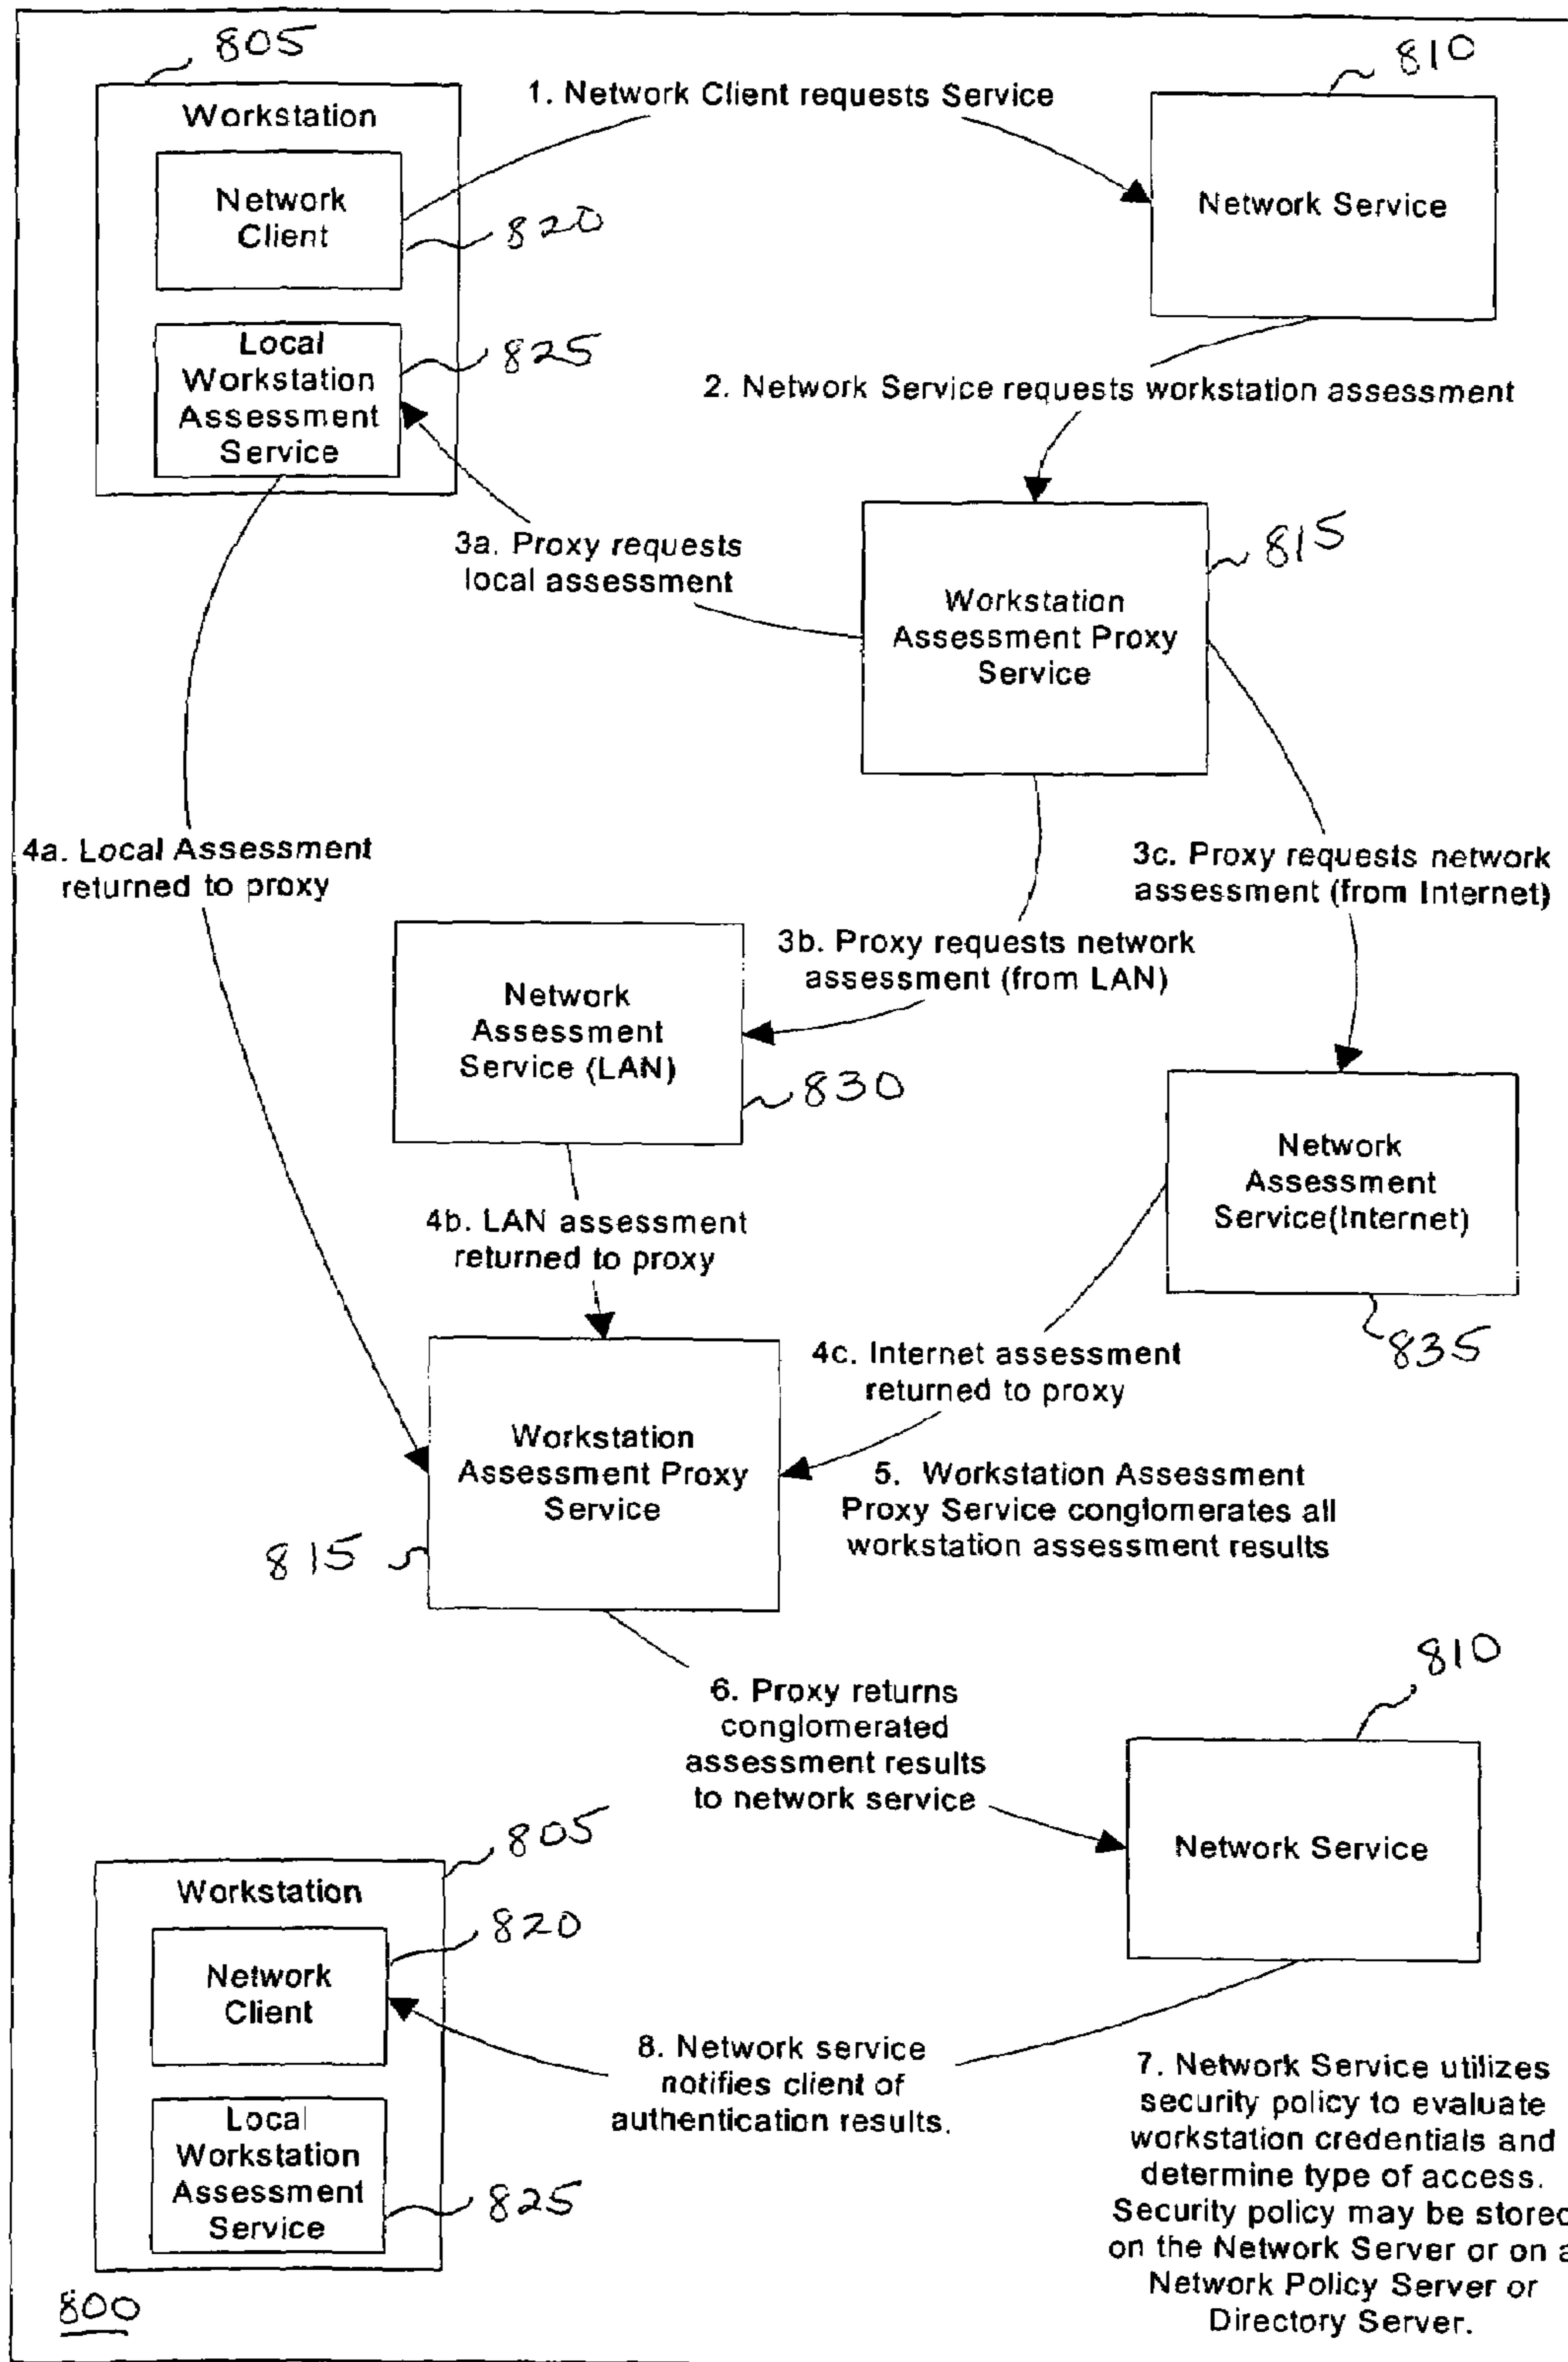 805
810
Workstation
1. Network Client requests Service
Network
Client
820
Network Service
Local
Workstation
Assessment
Service
825
2. Network Service requests workstation assessment
3a. Proxy requests
local assessment
815
Workstation
Assessment Proxy
Service
4a. Local Assessment
returned to proxy
3c. Proxy requests network
assessment (from Internet)
3b. Proxy requests network
assessment (from LAN)
Network
Assessment
Service (LAN)
830
Network
Assessment
Service(Internet)
835
4b. LAN assessment
returned to proxy
4c. Internet assessment
returned to proxy
Workstation
Assessment Proxy
Service
815
5. Workstation Assessment
Proxy Service conglomerates all
workstation assessment results
6. Proxy returns
conglomerated
assessment results
to network service
810
Network Service
805
Workstation
820
Network
Client
8. Network service
notifies client of
authentication results.
Local
Workstation
Assessment
Service
825
7. Network Service utilizes
security policy to evaluate
workstation credentials and
determine type of access.
Security policy may be stored
on the Network Server or on a
Network Policy Server or
Directory Server.
800